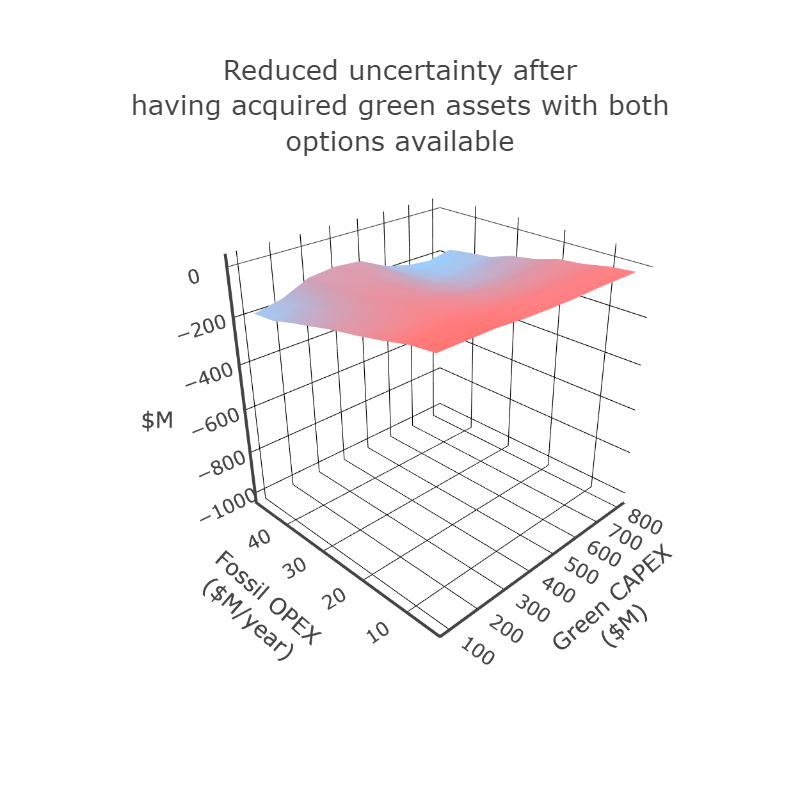 Reduced uncertainty after
having acquired green assets with both
options available
0
−200
−400
−600
−800
−1000
$M
40
30
20
10
Fossil OPEX
($M/year)
800
700
600
500
400
300
200
100
Green CAPEX
($M)